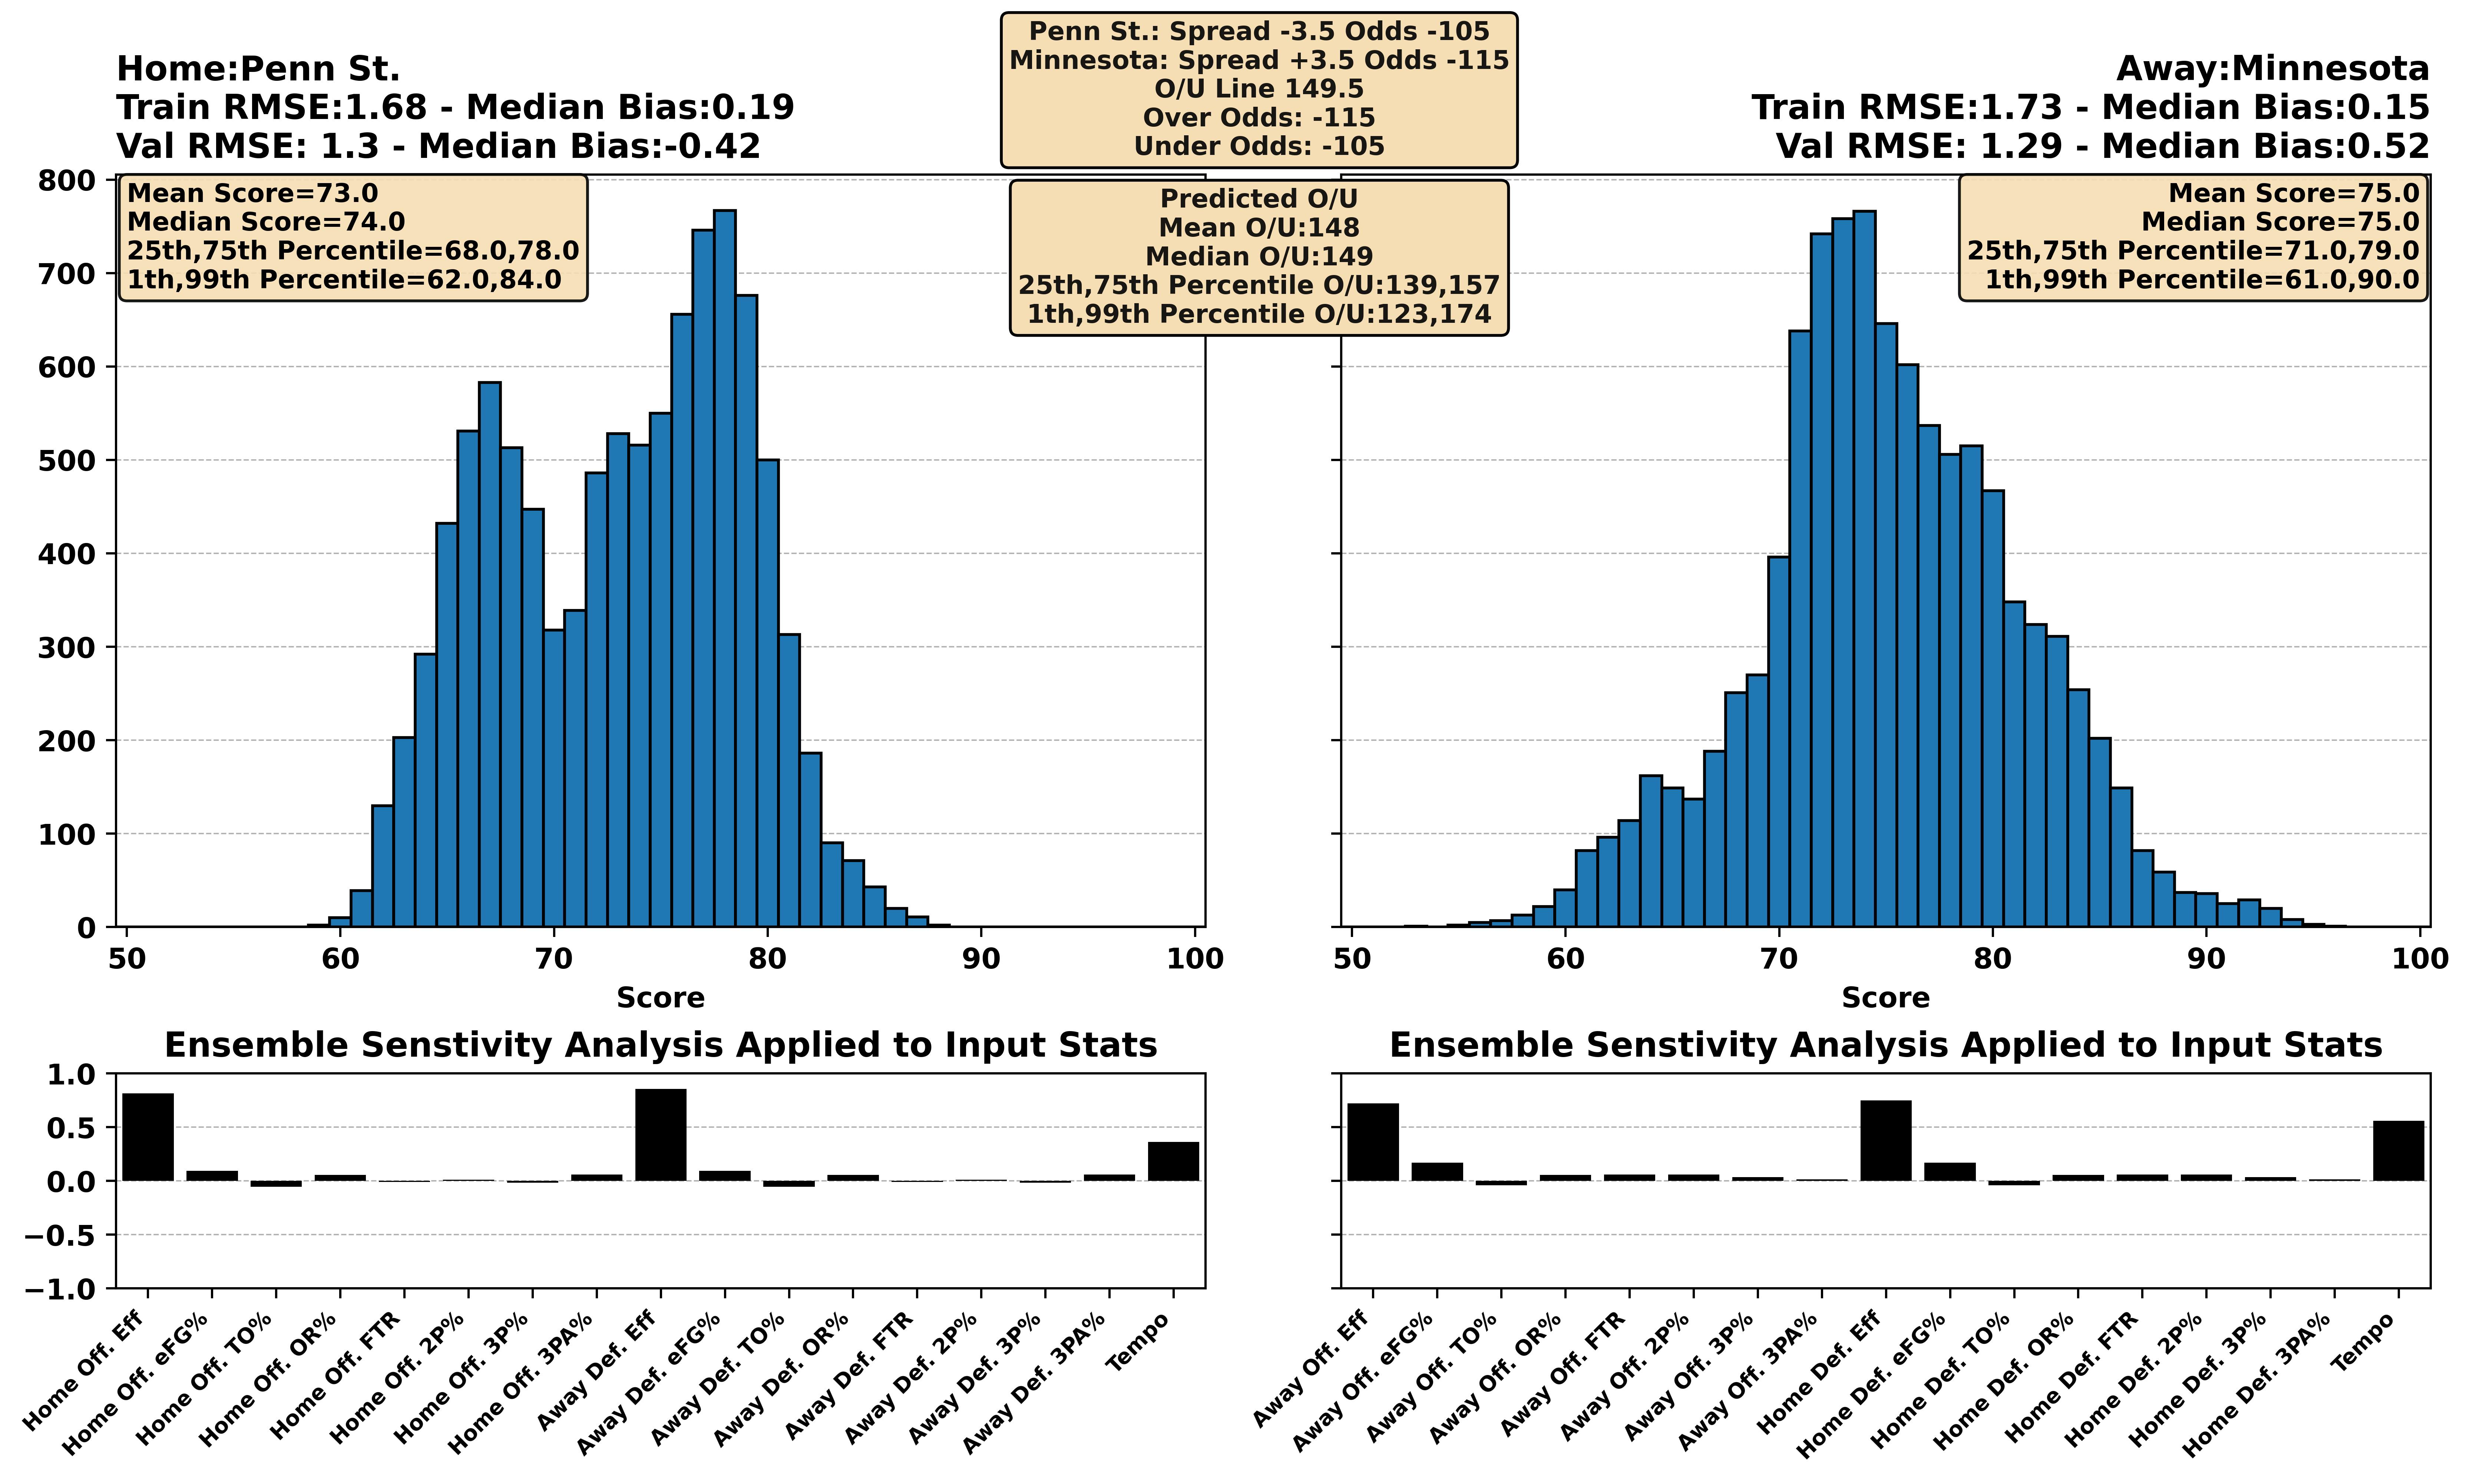 Penn St.: Spread -3.5 Odds -105
Minnesota: Spread +3.5 Odds -115
O/U Line 149.5
Over Odds: -115
Under Odds: -105
Home:Penn St.
Train RMSE:1.68 - Median Bias:0.19
Val RMSE: 1.3 - Median Bias:-0.42
Away:Minnesota
Train RMSE:1.73 - Median Bias:0.15
Val RMSE: 1.29 - Median Bias:0.52
Mean Score=73.0
Median Score=74.0
25th,75th Percentile=68.0,78.0
1th,99th Percentile=62.0,84.0
Predicted O/U
Mean O/U:148
Median O/U:149
25th,75th Percentile O/U:139,157
1th,99th Percentile O/U:123,174
Mean Score=75.0
Median Score=75.0
25th,75th Percentile=71.0,79.0
1th,99th Percentile=61.0,90.0
800
700
600
500
400
300
200
100
0
50 60 70 80 90 100
Score
50 60 70 80 90 100
Score
Ensemble Senstivity Analysis Applied to Input Stats
1.0
0.5
0.0
−0.5
−1.0
Home Off. Eff
Home Off. eFG%
Home Off. TO%
Home Off. OR%
Home Off. FTR
Home Off. 2P%
Home Off. 3P%
Home Off. 3PA%
Away Def. Eff
Away Def. eFG%
Away Def. TO%
Away Def. OR%
Away Def. FTR
Away Def. 2P%
Away Def. 3P%
Away Def. 3PA%
Tempo
Ensemble Senstivity Analysis Applied to Input Stats
Away Off. Eff
Away Off. eFG%
Away Off. TO%
Away Off. OR%
Away Off. FTR
Away Off. 2P%
Away Off. 3P%
Away Off. 3PA%
Home Def. Eff
Home Def. eFG%
Home Def. TO%
Home Def. OR%
Home Def. FTR
Home Def. 2P%
Home Def. 3P%
Home Def. 3PA%
Tempo